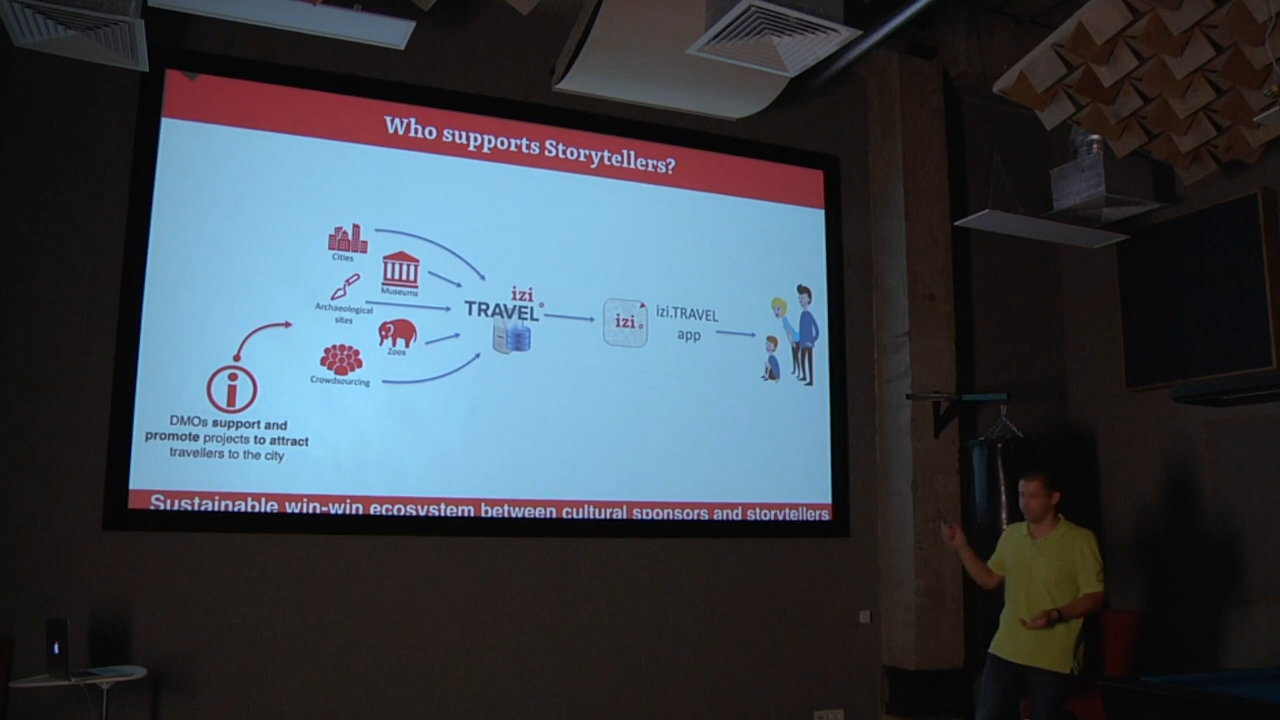 Who supports Storytellers?
Cities
Museums
Archaeological
sites
Zoos
Crowdsourcing
izi
TRAVEL
izi
izi.TRAVEL
app
DMOs support and
promote projects to attract
travellers to the city
Sustainable win-win ecosystem between cultural sponsors and storytellers